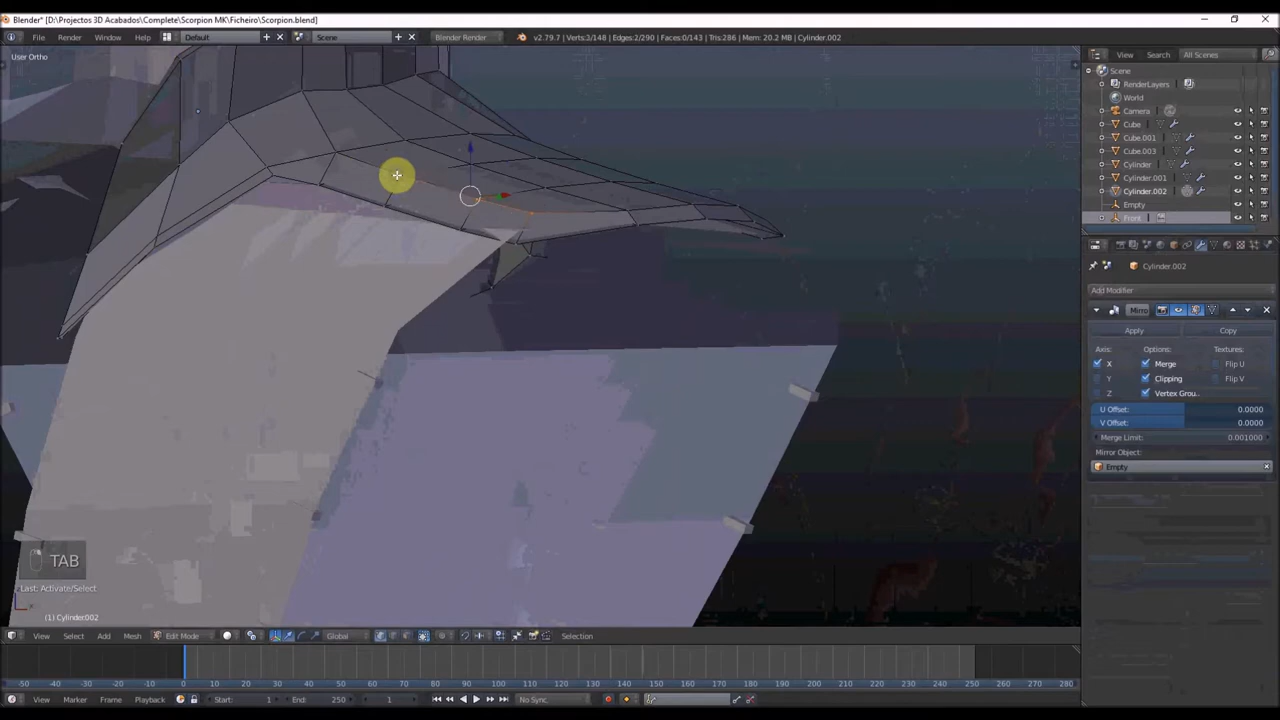 Blender* [D:\Projectos 3D Acabados\Complete\Scorpion MK\Ficheiro\Scorpion.blend]
File Render Window Help Default Scene Blender Render v2.79.7 | Verts:3/148 | Edges:2/290 | Faces:0/143 | Tris:286 | Mem: 20.2 MB | Cylinder.002
User Ortho
View Search All Scenes
Scene
RenderLayers
World
Camera
Cube
Cube.001
Cube.003
Cylinder
Cylinder.001
Cylinder.002
Empty
Front
Cylinder.002
Add Modifier
Mirro
Apply Copy
Axis: Options: Textures:
X Merge Flip U
Y Clipping Flip V
Z Vertex Grou..
U Offset: 0.0000
V Offset: 0.0000
Merge Limit: 0.001000
Mirror Object:
Empty
TAB
Last: Activate/Select
(1) Cylinder.002
View Select Add Mesh Edit Mode Global Selection
-50 -40 -30 -20 -10 0 10 20 30 40 50 60 70 80 90 100 110 120 130 140 150 160 170 180 190 200 210 220 230 240 250 260 270 280
View Marker Frame Playback Start: 1 End: 250 1 No Sync.